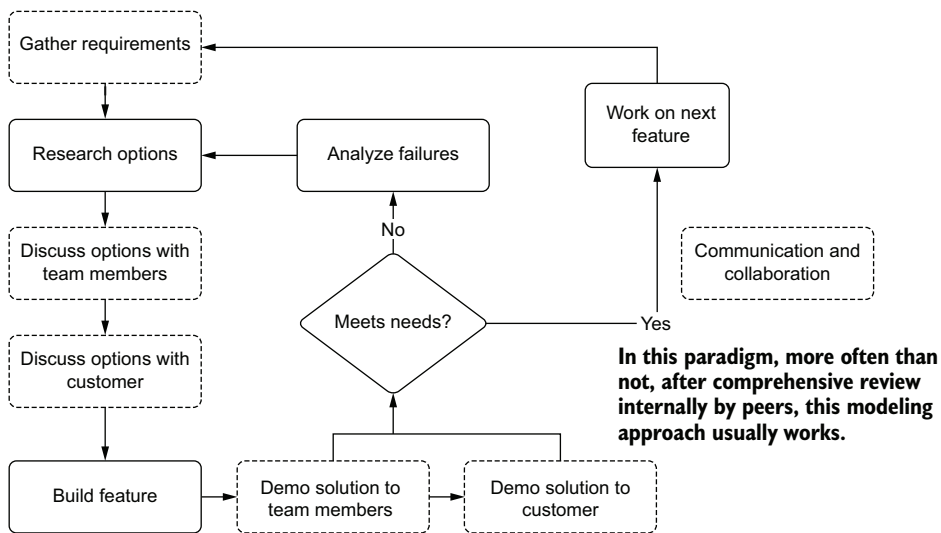 Gather requirements
Research options
Analyze failures
Work on next
feature
Discuss options with
team members
No
Communication and
collaboration
Meets needs?
Yes
Discuss options with
customer
In this paradigm, more often than
not, after comprehensive review
internally by peers, this modeling
approach usually works.
Build feature
Demo solution to
team members
Demo solution to
customer